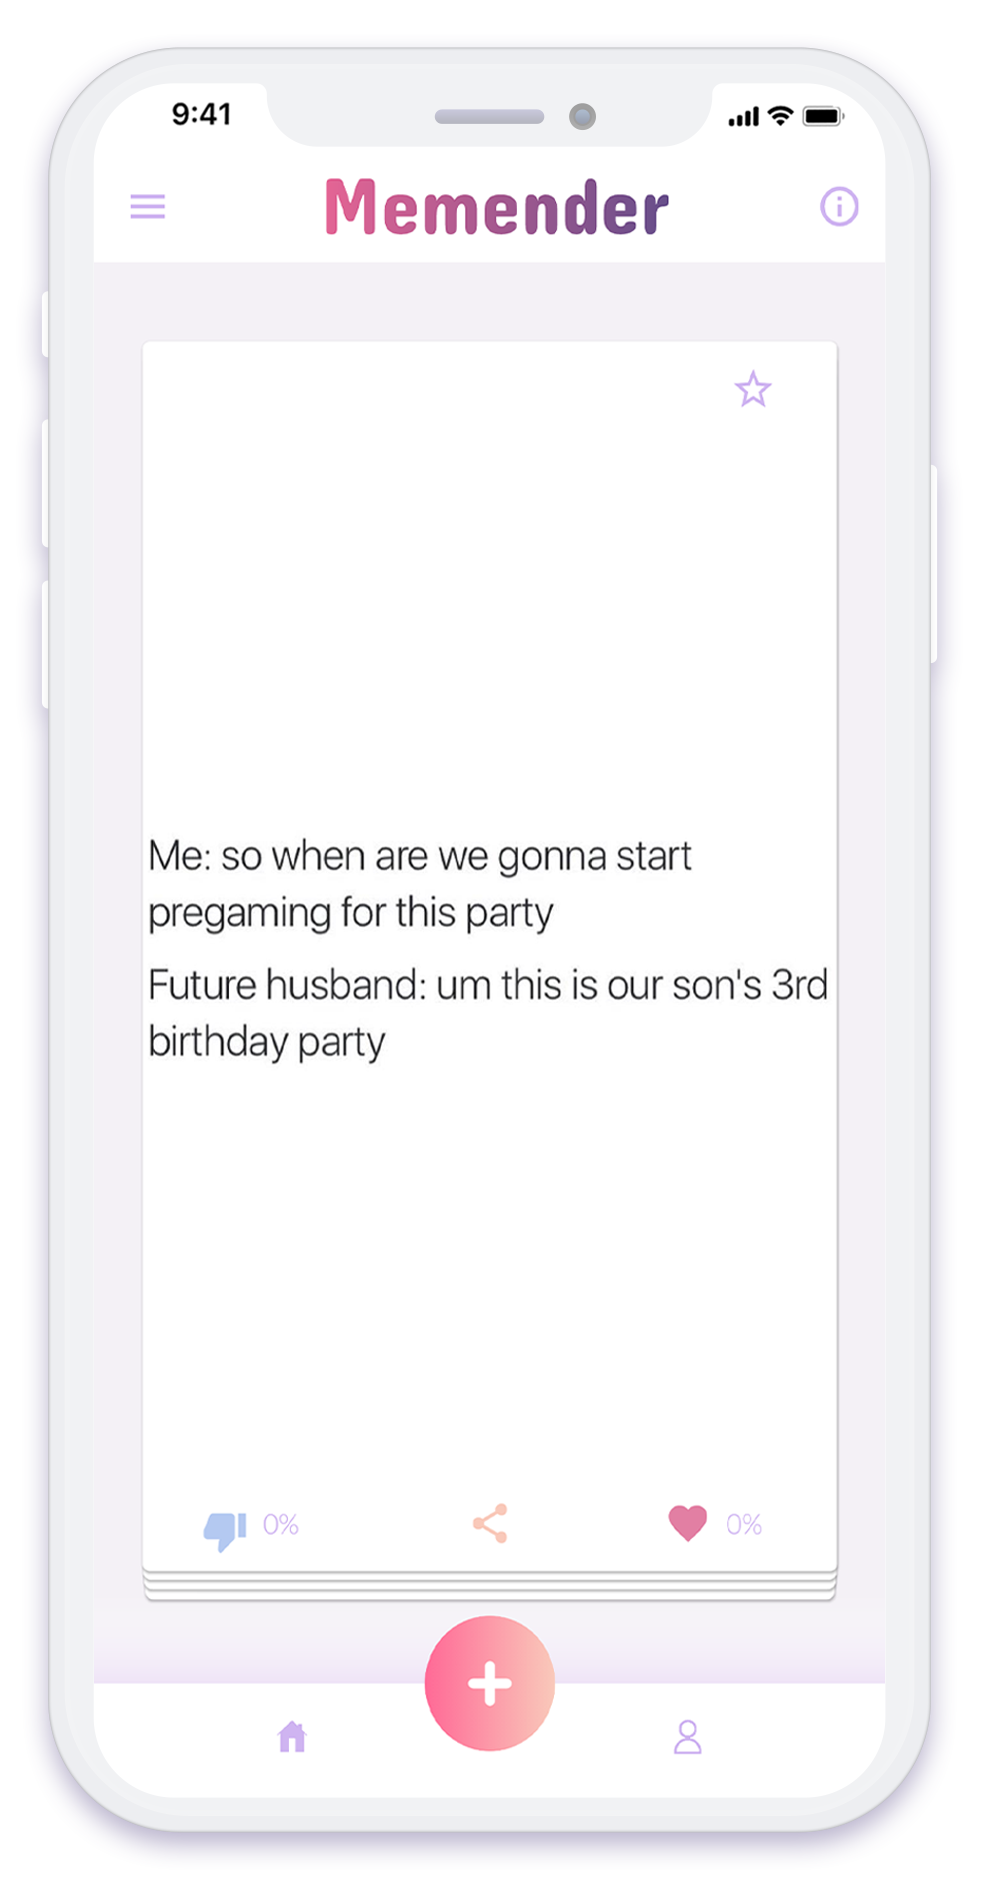 9:41
Memender
Me: so when are we gonna start
pregaming for this party
Future husband: um this is our son's 3rd
birthday party
0%
0%